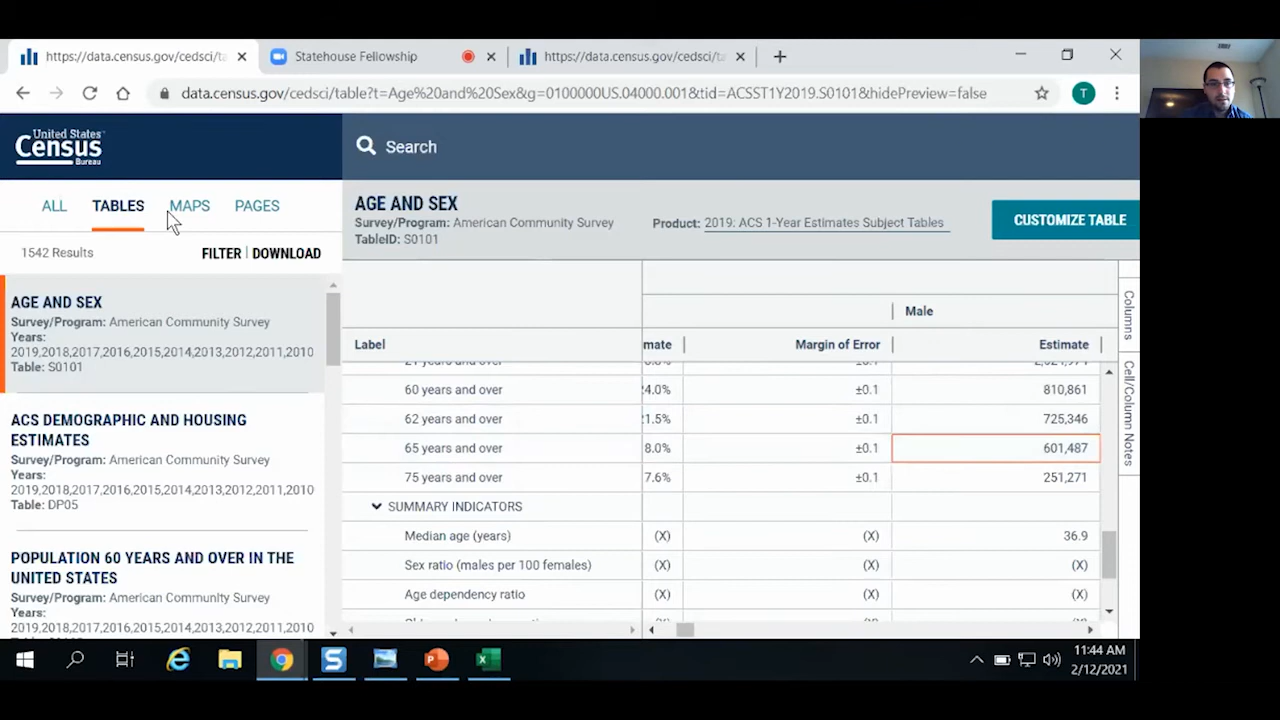 https://data.census.gov/cedsci/ta
Statehouse Fellowship
https://data.census.gov/cedsci/ta
data.census.gov/cedsci/table?t=Age%20and%20Sex&g=0100000US.04000.001&tid=ACSST1Y2019.S0101&hidePreview=false
T
United States
Census
Bureau
Search
ALL
TABLES
MAPS
PAGES
1542 Results
FILTER | DOWNLOAD
AGE AND SEX
Survey/Program: American Community Survey
Years:
2019,2018,2017,2016,2015,2014,2013,2012,2011,2010
Table: S0101
ACS DEMOGRAPHIC AND HOUSING
ESTIMATES
Survey/Program: American Community Survey
Years:
2019,2018,2017,2016,2015,2014,2013,2012,2011,2010
Table: DP05
POPULATION 60 YEARS AND OVER IN THE
UNITED STATES
Survey/Program: American Community Survey
Years:
2019,2018,2017,2016,2015,2014,2013,2012,2011,2010
AGE AND SEX
Survey/Program: American Community Survey
TableID: S0101
Product: 2019: ACS 1-Year Estimates Subject Tables
CUSTOMIZE TABLE
Male
Label mate Margin of Error Estimate
60 years and over 24.0% ±0.1 810,861
62 years and over 21.5% ±0.1 725,346
65 years and over 8.0% ±0.1 601,487
75 years and over 7.6% ±0.1 251,271
SUMMARY INDICATORS
Median age (years) (X) (X) 36.9
Sex ratio (males per 100 females) (X) (X) (X)
Age dependency ratio (X) (X) (X)
Columns
Cell/Column Notes
11:44 AM
2/12/2021